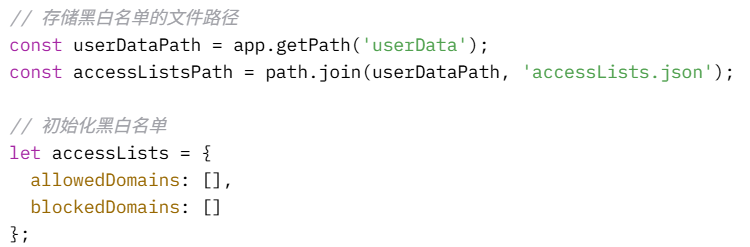 // 存储黑白名单的文件路径
const userDataPath = app.getPath('userData');
const accessListsPath = path.join(userDataPath, 'accessLists.json');

// 初始化黑白名单
let accessLists = {
  allowedDomains: [],
  blockedDomains: []
};